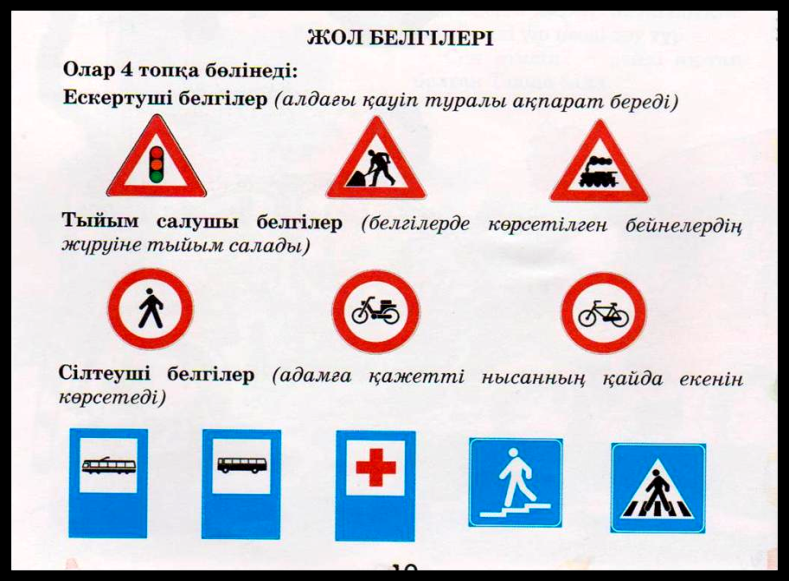 ЖОЛ БЕЛГІЛЕРІ
Олар 4 топқа бөлінеді:
Ескертуші белгілер (алдағы қауіп туралы ақпарат береді)
Тыйым салушы белгілер (белгілерде көрсетілген бейнелердің
жүруіне тыйым салады)
Сілтеуші белгілер (адамға қажетті нысанның қайда екенін
көрсетеді)